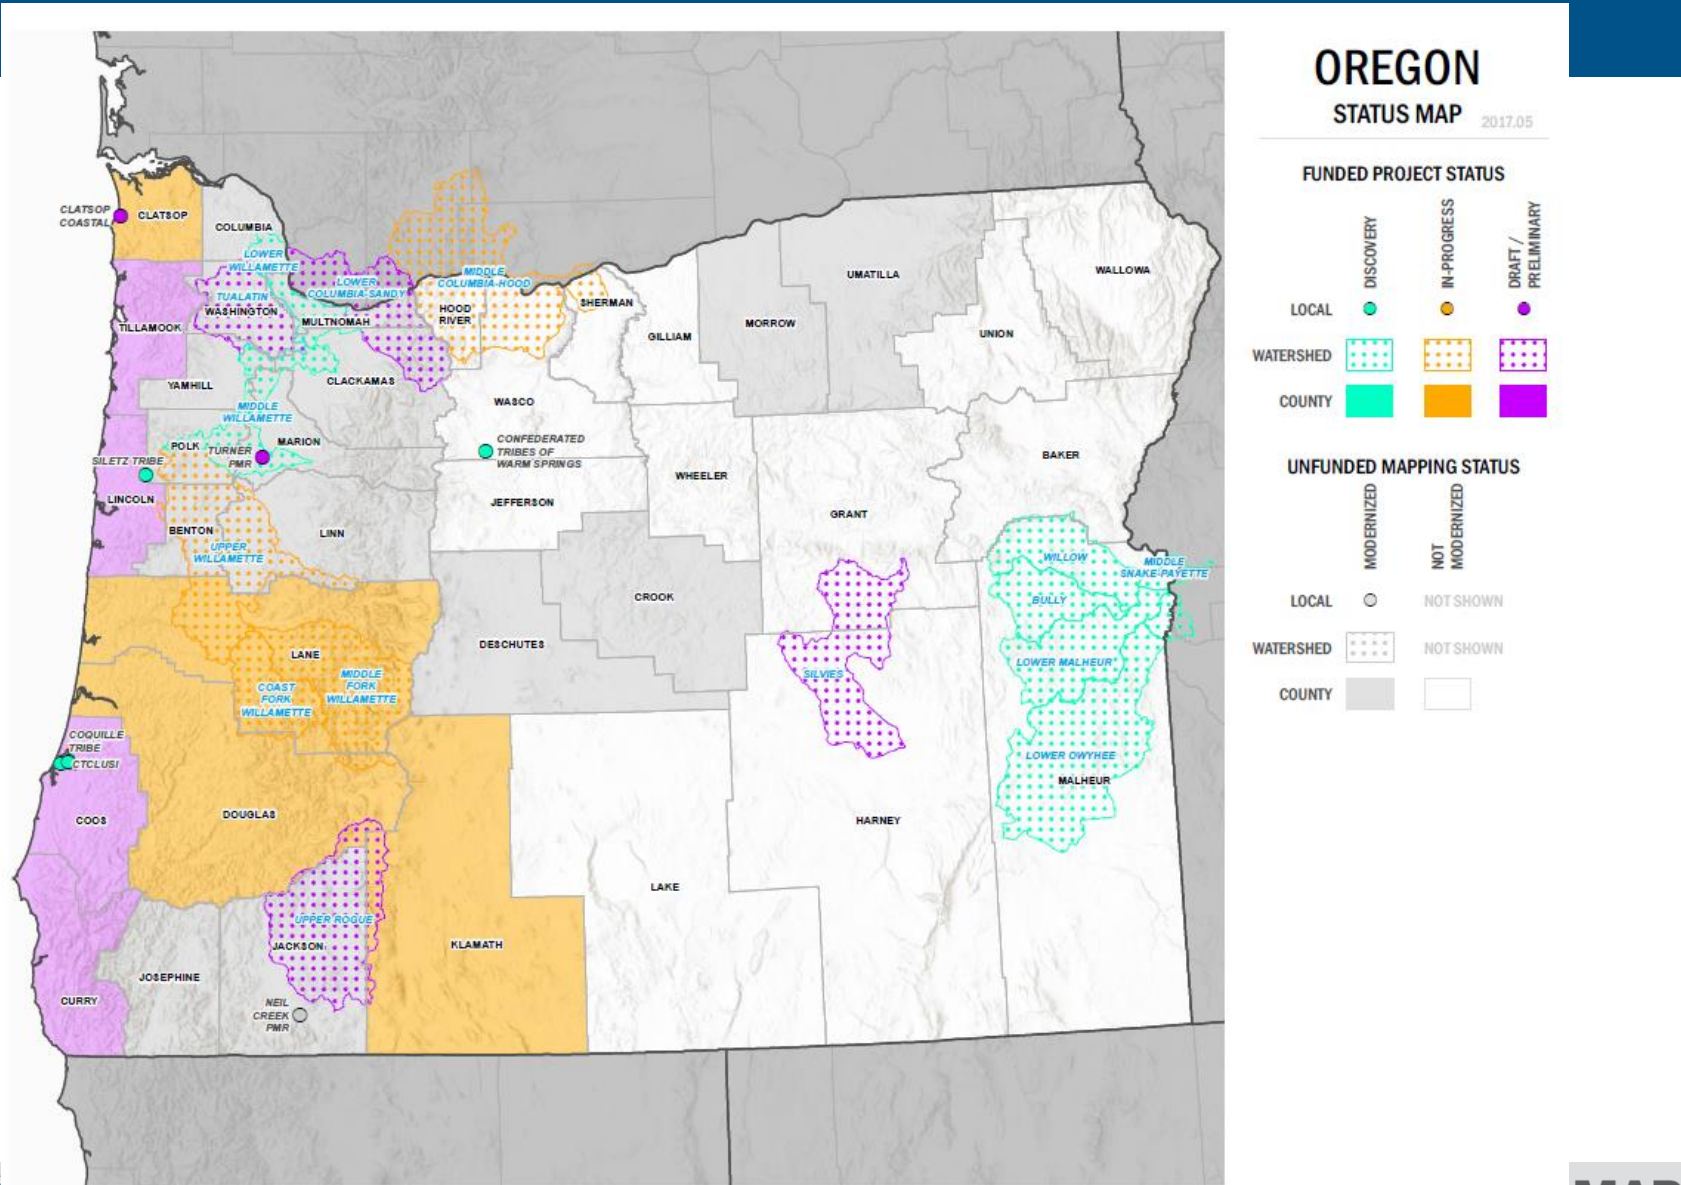 OREGON
STATUS MAP 2017.05
FUNDED PROJECT STATUS
DISCOVERY
IN-PROGRESS
DRAFT /
PRELIMINARY
LOCAL
WATERSHED
COUNTY
UNFUNDED MAPPING STATUS
MODERNIZED
NOT
MODERNIZED
LOCAL
NOT SHOWN
WATERSHED
NOT SHOWN
COUNTY
CLATSOP
COASTAL
CLATSOP
COLUMBIA
LOWER
WILLAMETTE
TUALATIN
WASHINGTON
LOWER
COLUMBIA-SANDY
MULTNOMAH
MIDDLE
COLUMBIA-HOOD
HOOD
RIVER
SHERMAN
GILLIAM
MORROW
UMATILLA
UNION
WALLOWA
TILLAMOOK
YAMHILL
CLACKAMAS
WASCO
MIDDLE
WILLAMETTE
POLK
TURNER
PMR
MARION
SILETZ TRIBE
LINCOLN
CONFEDERATED
TRIBES OF
WARM SPRINGS
JEFFERSON
WHEELER
GRANT
BAKER
BENTON
LINN
UPPER
WILLAMETTE
CROOK
DESCHUTES
WILLOW
MIDDLE
SNAKE-PAYETTE
BULLY
LOWER MALHEUR
LOWER OWYHEE
MALHEUR
SILVIES
LANE
COAST
FORK
WILLAMETTE
MIDDLE
FORK
WILLAMETTE
COQUILLE
TRIBE
CTCLUSI
COOS
DOUGLAS
HARNEY
LAKE
KLAMATH
UPPER ROGUE
JACKSON
JOSEPHINE
CURRY
NEIL
CREEK
PMR